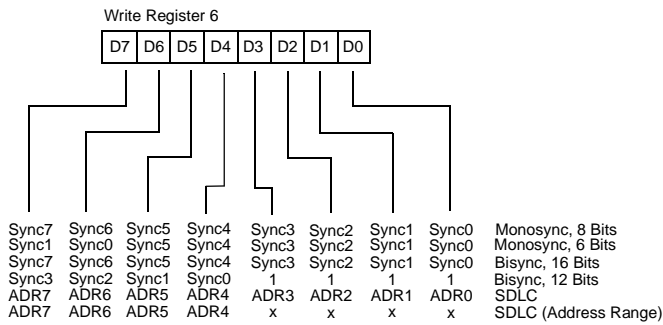 Write Register 6
D7 D6 D5 D4 D3 D2 D1 D0
Sync7 Sync6 Sync5 Sync4 Sync3 Sync2 Sync1 Sync0 Monosync, 8 Bits
Sync1 Sync0 Sync5 Sync4 Sync3 Sync2 Sync1 Sync0 Monosync, 6 Bits
Sync7 Sync6 Sync5 Sync4 Sync3 Sync2 Sync1 Sync0 Bisync, 16 Bits
Sync3 Sync2 Sync1 Sync0 1 1 1 1 Bisync, 12 Bits
ADR7 ADR6 ADR5 ADR4 ADR3 ADR2 ADR1 ADR0 SDLC
ADR7 ADR6 ADR5 ADR4 x x x x SDLC (Address Range)